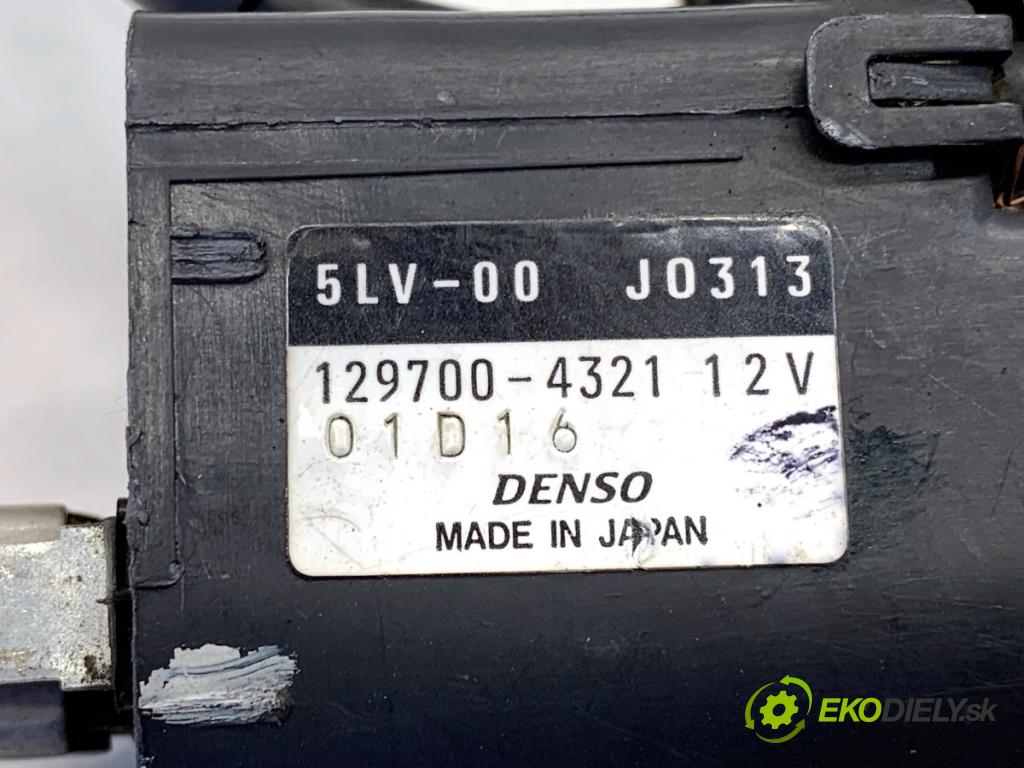 5LV-00 J0313
129700-4321 12V
01D16
DENSO
MADE IN JAPAN
EKODIELY.sk